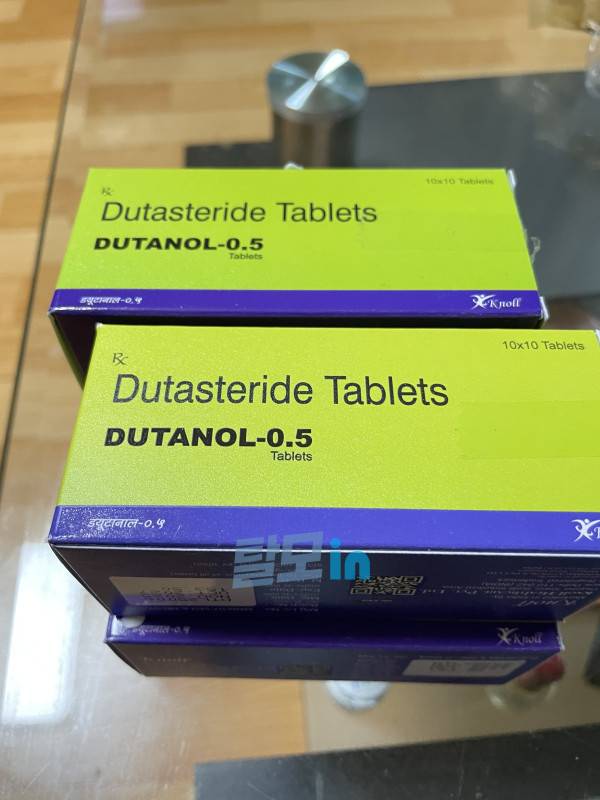 Rx
10x10 Tablets
Dutasteride Tablets
DUTANOL-0.5
Tablets
ड्यूटानाल-०.५
Knoll
Rx
10x10 Tablets
Dutasteride Tablets
DUTANOL-0.5
Tablets
ड्यूटानाल-०.५
탈모in
ड्यूटानाल-०.५
Knoll
Knoll